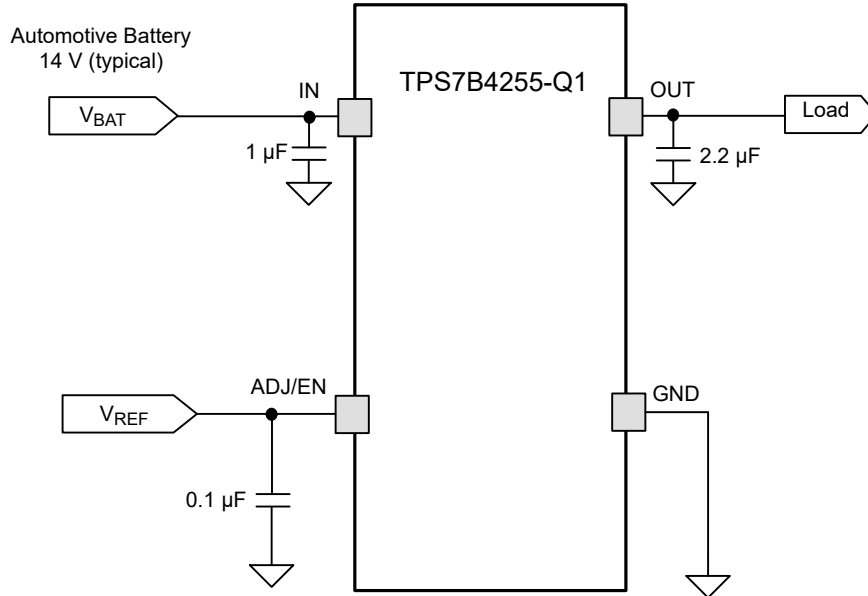 Automotive Battery
14 V (typical)
TPS7B4255-Q1
IN
OUT
V_BAT
Load
1 µF
2.2 µF
ADJ/EN
GND
V_REF
0.1 µF